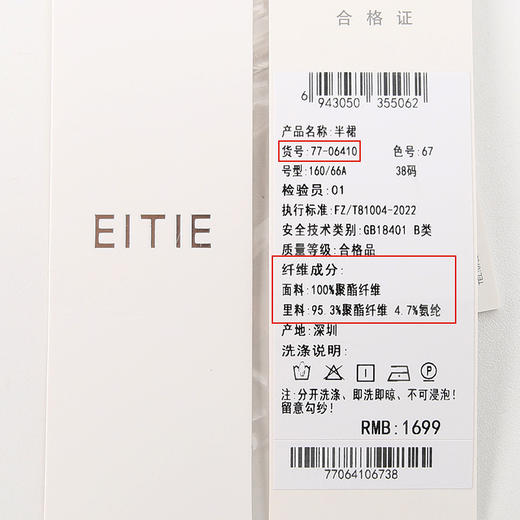 EITIE
合格证
6 943050 355062
产品名称:半裙
货号:77-06410 色号:67
号型:160/66A 38码
检验员:01
执行标准:FZ/T81004-2022
安全技术类别:GB18401 B类
质量等级:合格品
纤维成分:
面料:100%聚酯纤维
里料:95.3%聚酯纤维 4.7%氨纶
产地:深圳
洗涤说明:
注:分开洗涤、即洗即晾、不可浸泡!
留意勾纱!
RMB:1699
77064106738